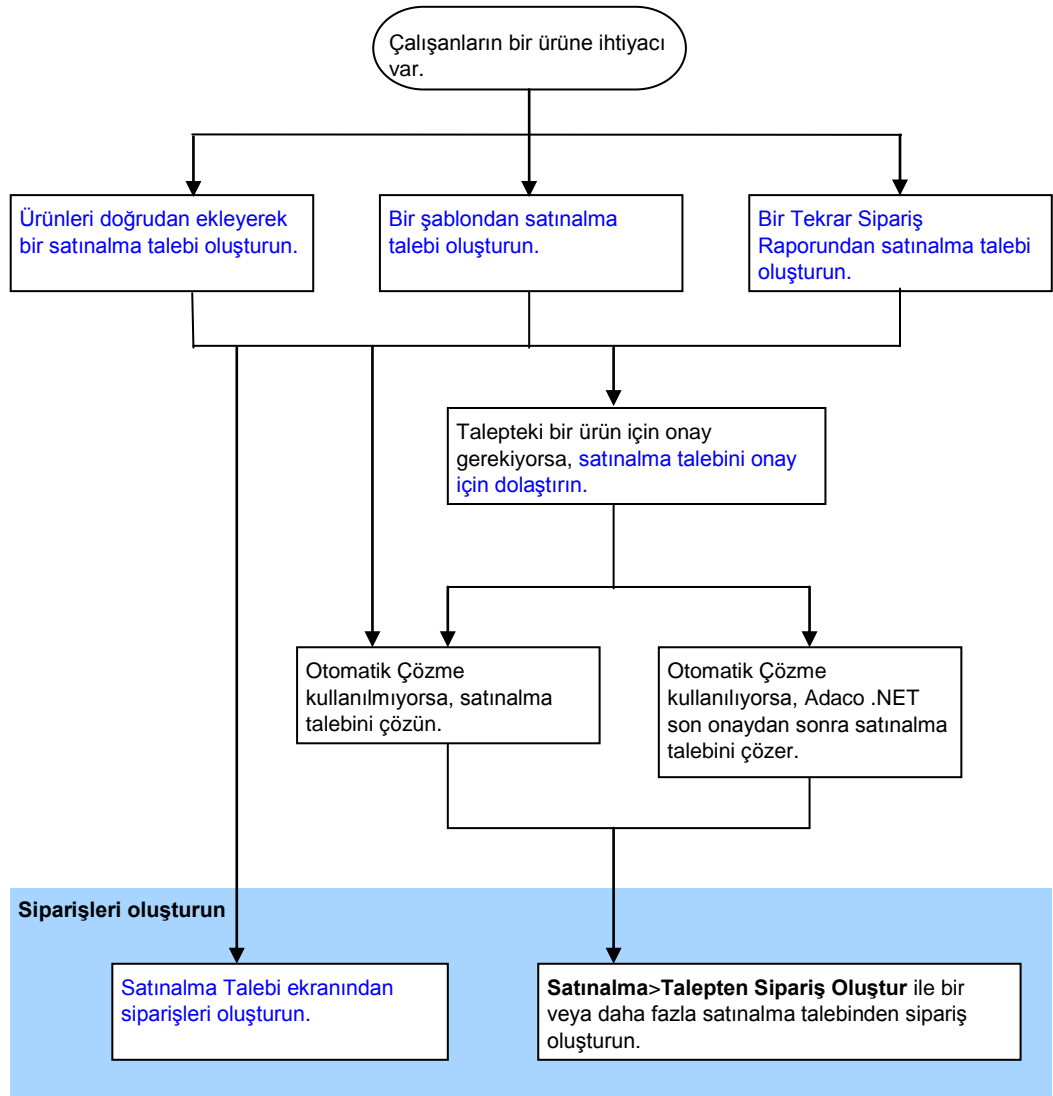 Çalışanların bir ürüne ihtiyacı
var.
Ürünleri doğrudan ekleyerek
bir satınalma talebi oluşturun.
Bir şablondan satınalma
talebi oluşturun.
Bir Tekrar Sipariş
Raporundan satınalma talebi
oluşturun.
Talepteki bir ürün için onay
gerekiyorsa, satınalma talebini onay
için dolaştırın.
Otomatik Çözme
kullanılmıyorsa, satınalma
talebini çözün.
Otomatik Çözme
kullanılıyorsa, Adaco .NET
son onaydan sonra satınalma
talebini çözer.
Siparişleri oluşturun
Satınalma Talebi ekranından
siparişleri oluşturun.
Satınalma>Talepten Sipariş Oluştur ile bir
veya daha fazla satınalma talebinden sipariş
oluşturun.